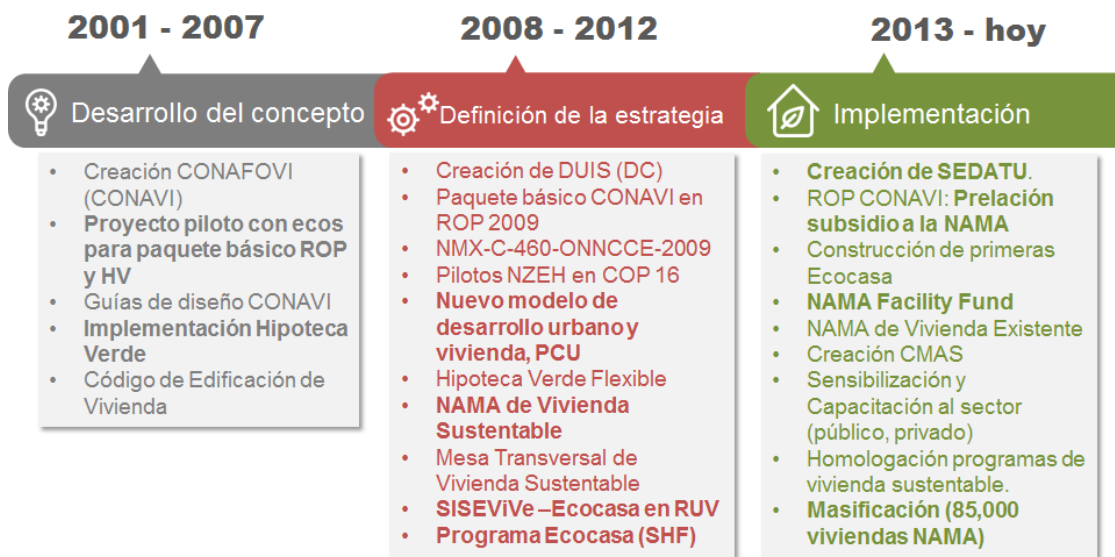 2001 - 2007
Desarrollo del concepto
• Creación CONAFOVI
(CONAVI)
• Proyecto piloto con ecos
para paquete básico ROP
y HV
• Guías de diseño CONAVI
• Implementación Hipoteca
Verde
• Código de Edificación de
Vivienda
2008 - 2012
Definición de la estrategia
• Creación de DUIS (DC)
• Paquete básico CONAVI en
ROP 2009
• NMX-C-460-ONNCCE-2009
• Pilotos NZEH en COP 16
• Nuevo modelo de
desarrollo urbano y
vivienda, PCU
• Hipoteca Verde Flexible
• NAMA de Vivienda
Sustentable
• Mesa Transversal de
Vivienda Sustentable
• SISEViVe –Ecocasa en RUV
• Programa Ecocasa (SHF)
2013 - hoy
Implementación
• Creación de SEDATU.
• ROP CONAVI: Prelación
subsidio a la NAMA
• Construcción de primeras
Ecocasa
• NAMA Facility Fund
• NAMA de Vivienda Existente
• Creación CMAS
• Sensibilización y
Capacitación al sector
(público, privado)
• Homologación programas de
vivienda sustentable.
• Masificación (85,000
viviendas NAMA)